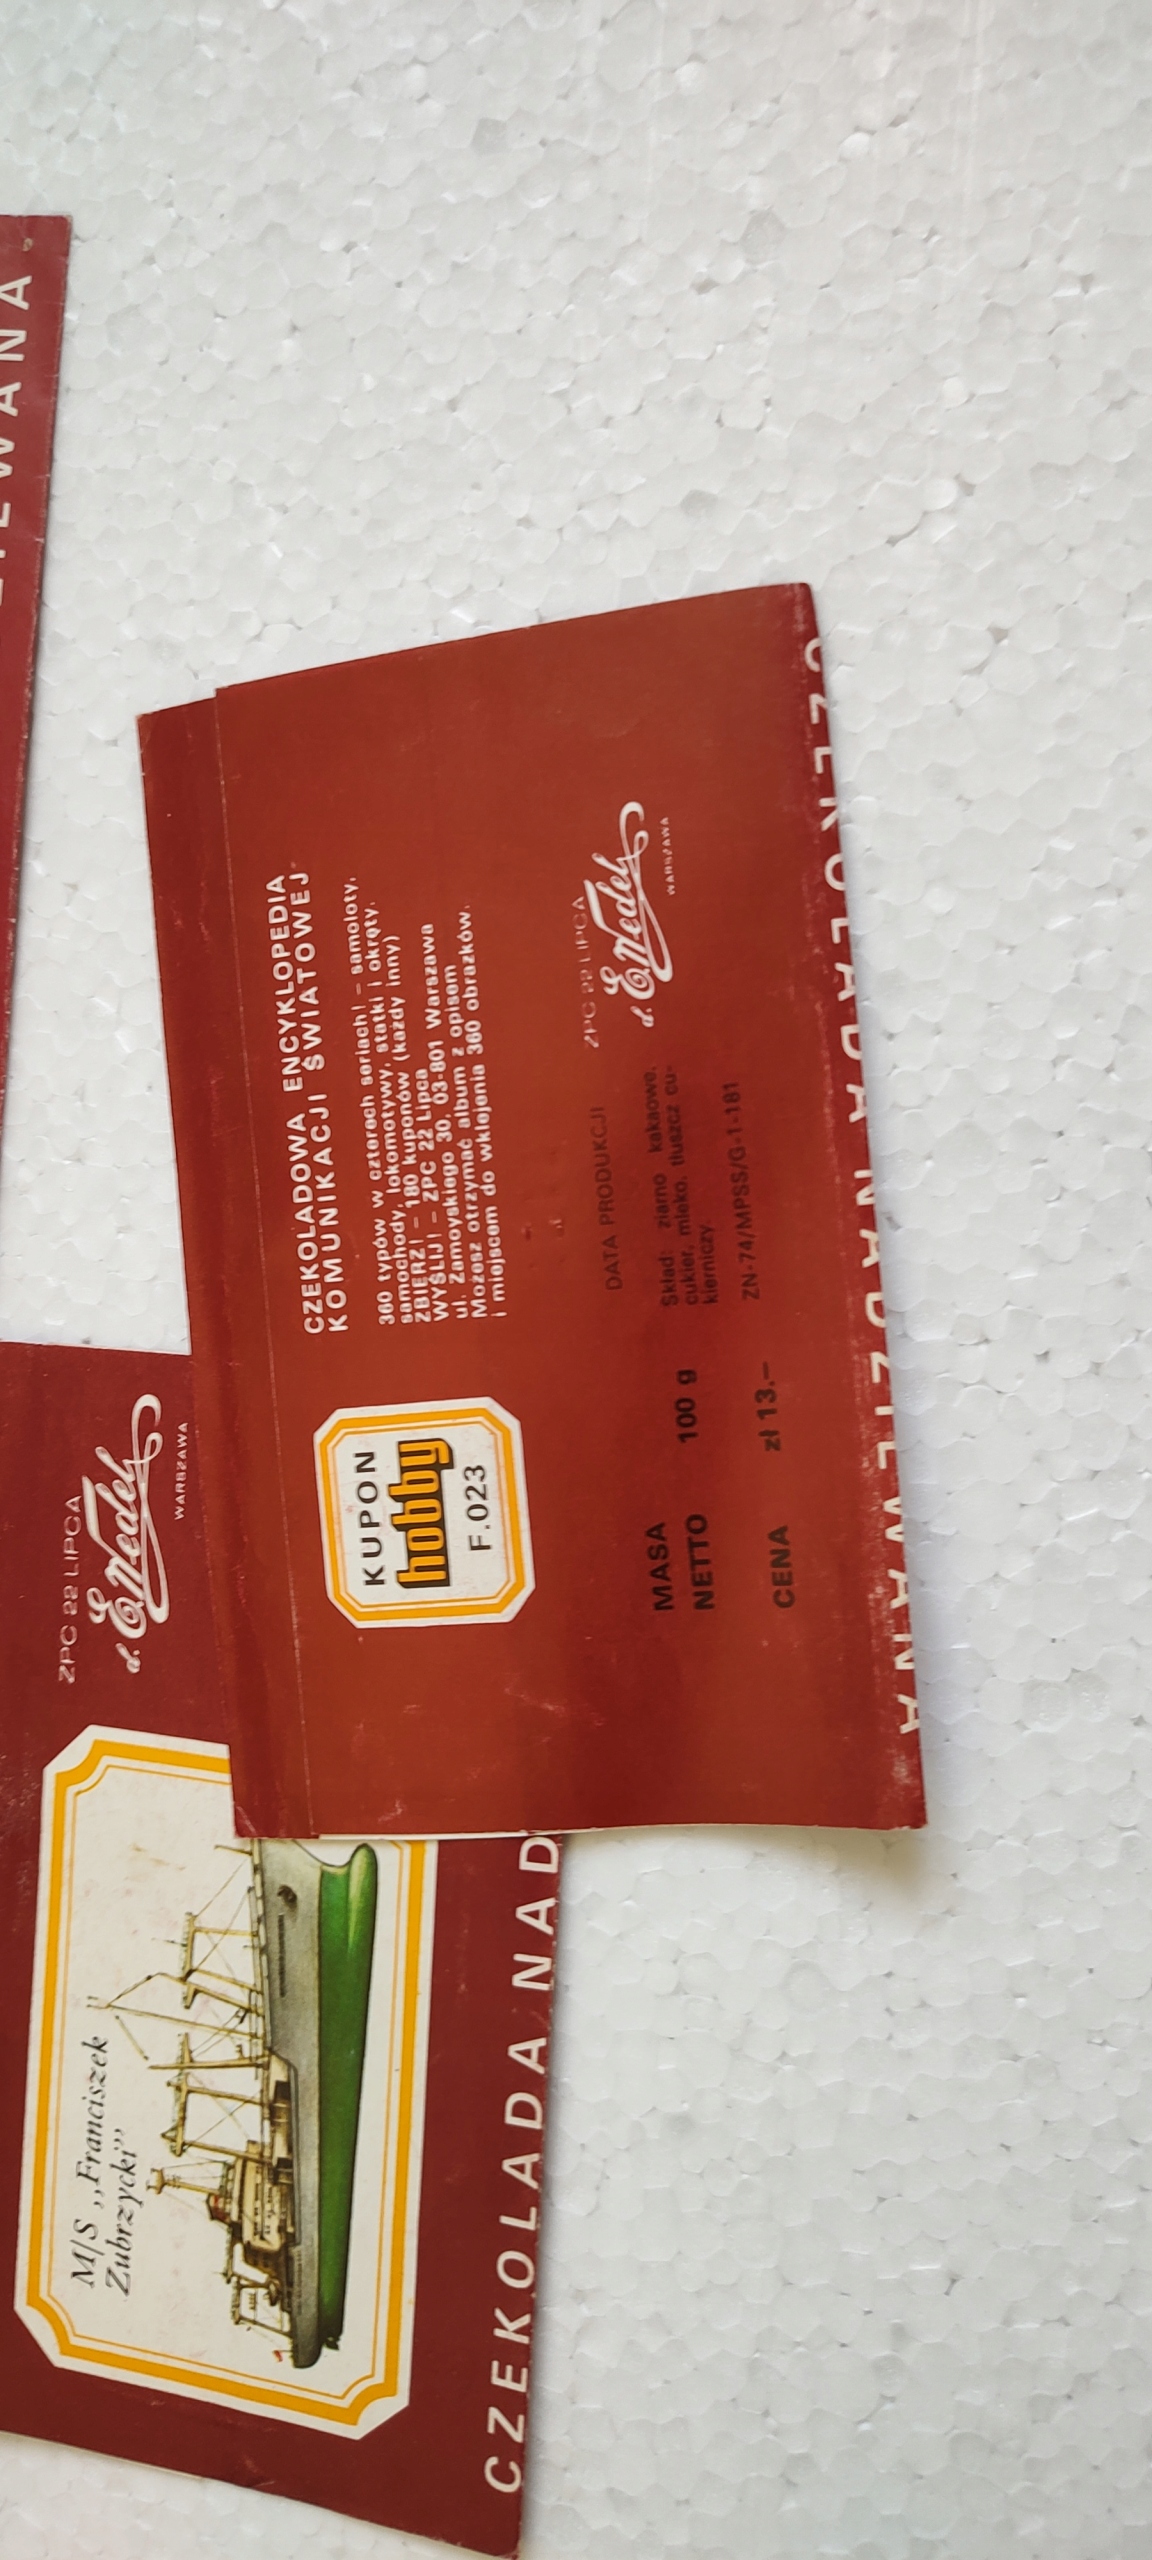 CZEKOLADOWA ENCYKLOPEDIA
KOMUNIKACJI ŚWIATOWEJ
360 typów w czterech seriach! – samoloty,
samochody, lokomotywy, statki i okręty.
ZBIERZ! – 180 kuponów (każdy inny)
WYŚLIJ! – ZPC 22 Lipca
ul. Zamoyskiego 30, 03-801 Warszawa
Możesz otrzymać album z opisem
i miejscem do wklejenia 360 obrazków.
KUPON
hobby
F.023
ZPC 22 LIPCA
d. E.Wedel
WARSZAWA
DATA PRODUKCJI
Skład: ziarno kakaowe,
cukier, mleko, tłuszcz cu-
kierniczy.
ZN-74/MPSS/G-1-181
MASA
NETTO 100 g
CENA zł 13.–
CZEKOLADA NADZIEWANA
ZPC 22 LIPCA
d. E.Wedel
WARSZAWA
M/S „Franciszek
Zubrzycki”
CZEKOLADA NAD
ZIEWANA